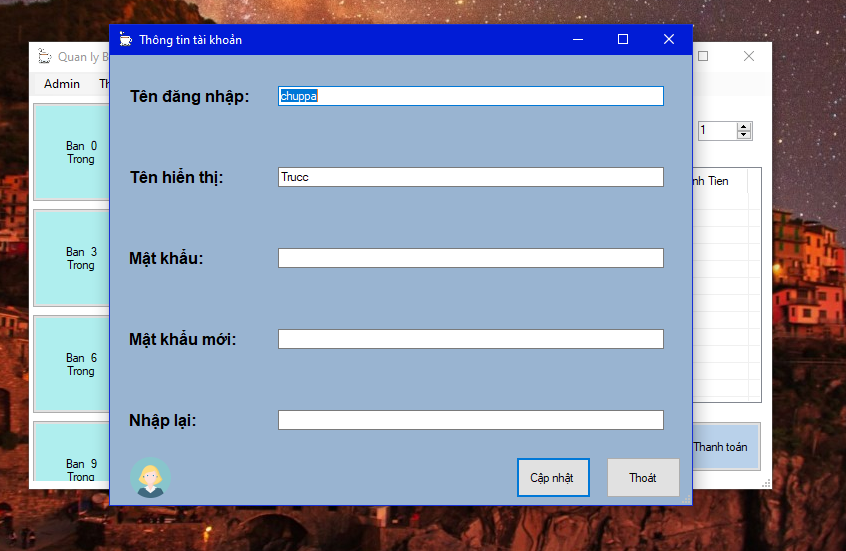 Thông tin tài khoản
Quan ly B
Admin
Th
Tên đăng nhập:
chuppa
Ban 0
Trong
1
Tên hiển thị:
Trucc
nh Tien
Ban 3
Trong
Mật khẩu:
Mật khẩu mới:
Ban 6
Trong
Nhập lại:
Thanh toán
Ban 9
Trong
Cập nhật
Thoát